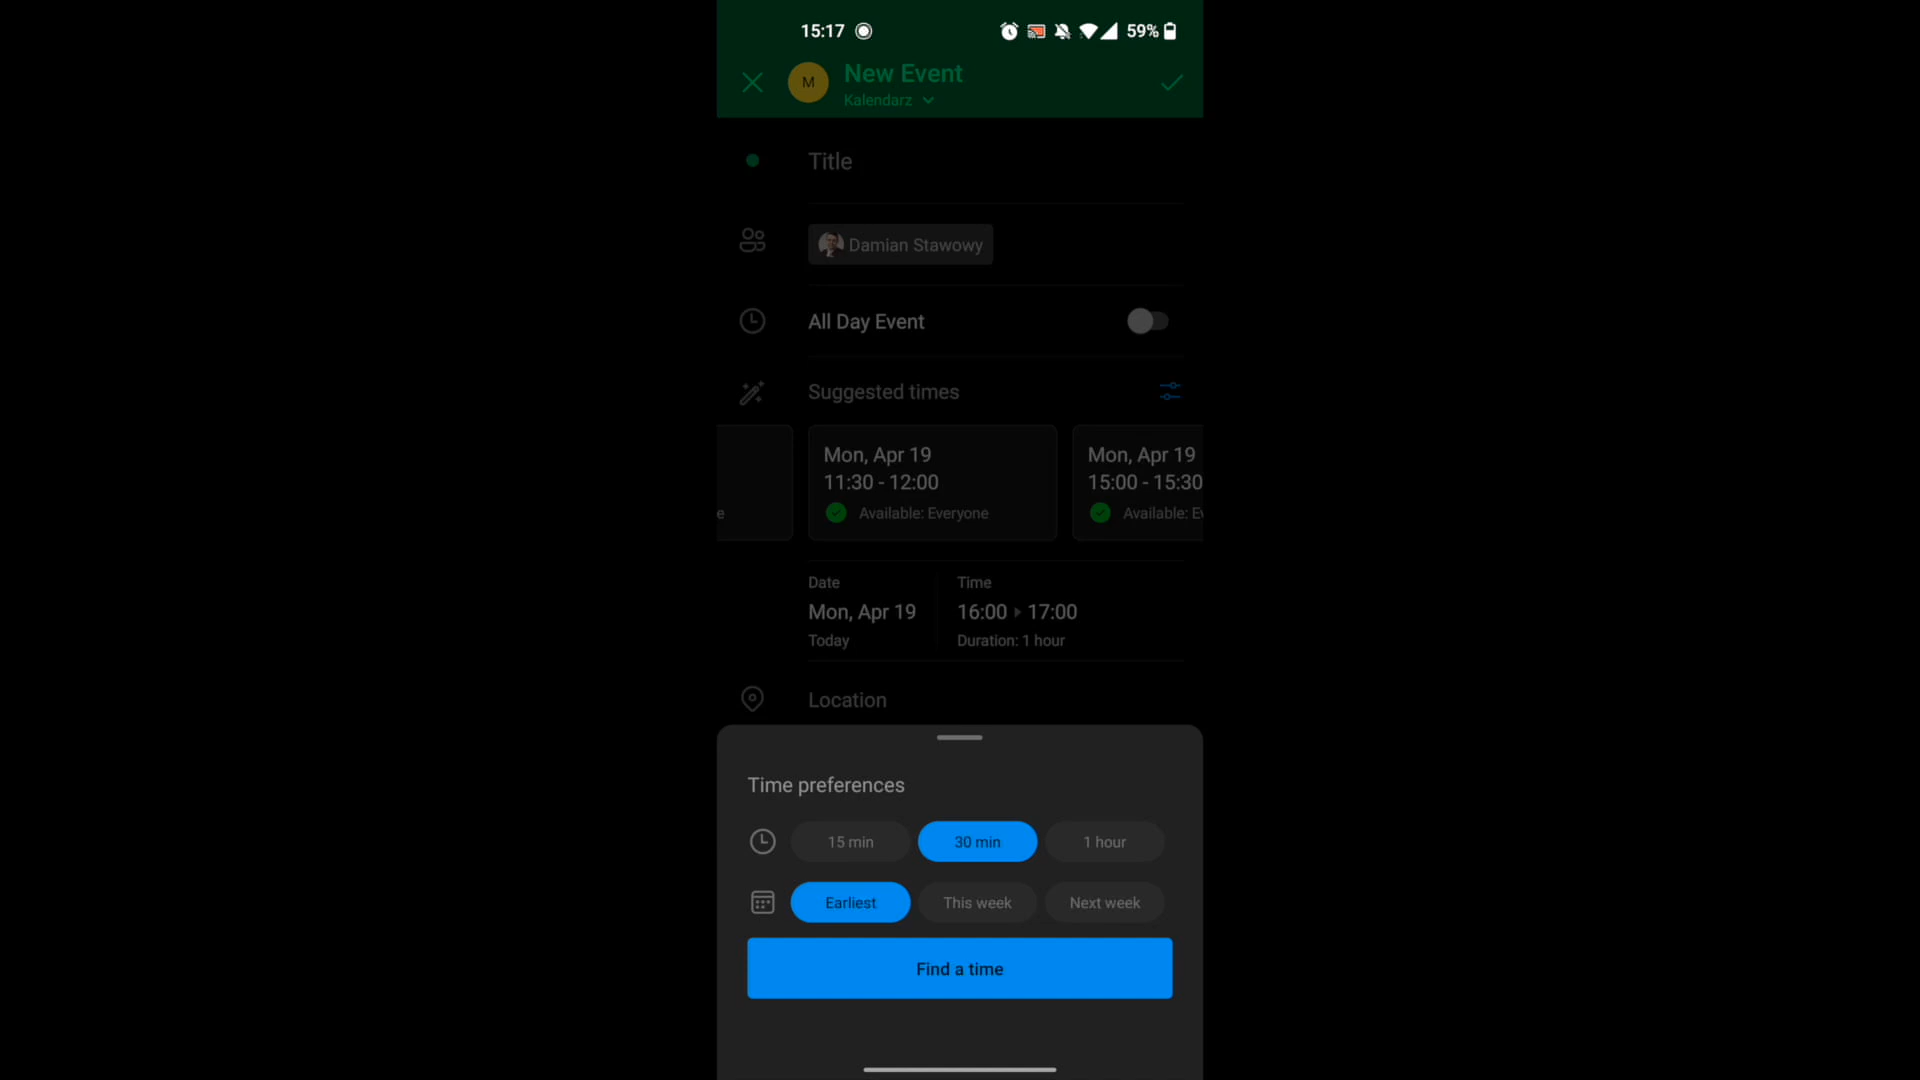 15:17
59%
M
New Event
Kalendarz
Title
Damian Stawowy
All Day Event
Suggested times
e
Mon, Apr 19
11:30 - 12:00
Available: Everyone
Mon, Apr 19
15:00 - 15:30
Available: Ev
Date
Mon, Apr 19
Today
Time
16:00 ▸ 17:00
Duration: 1 hour
Location
Time preferences
15 min
30 min
1 hour
Earliest
This week
Next week
Find a time